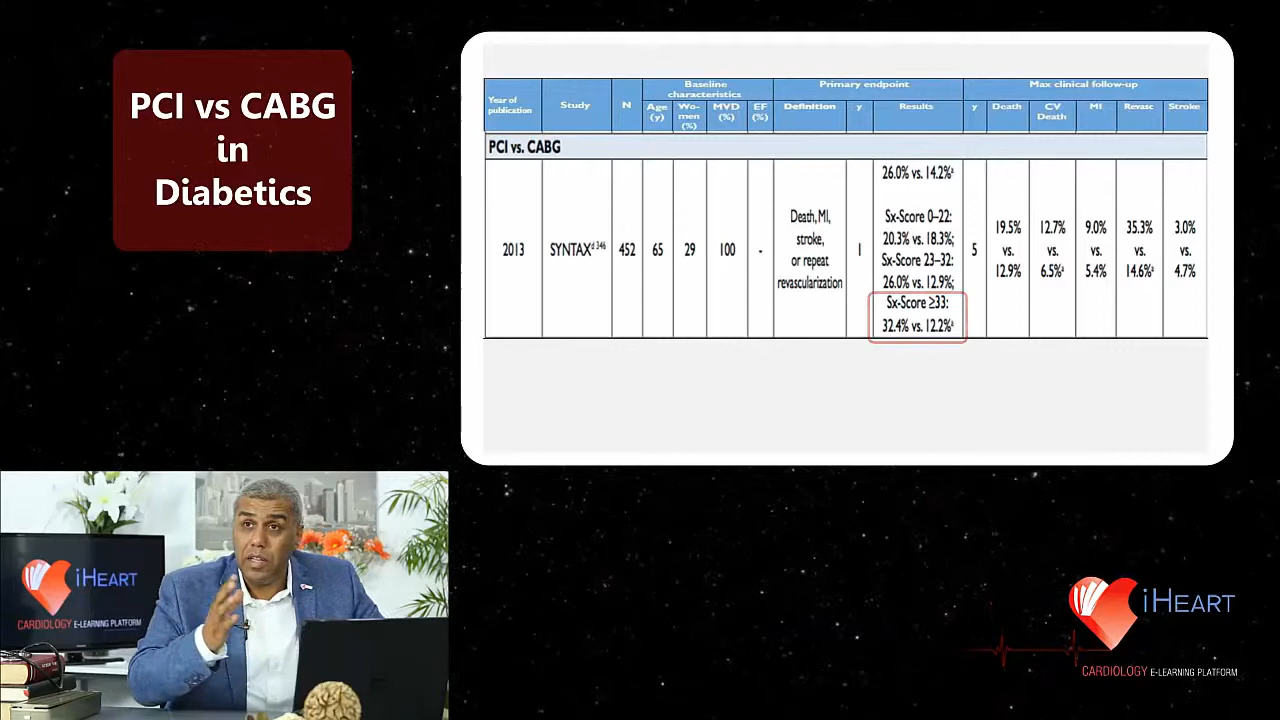 PCI vs CABG
in
Diabetics
Year of publication Study N Baseline characteristics Primary endpoint Max clinical follow-up
Age (y) Wo-men (%) MVD (%) EF (%) Definition y Results y Death CV Death MI Revasc Stroke
PCI vs. CABG
2013 SYNTAXᵈ ³⁴⁶ 452 65 29 100 -
Death, MI,
stroke,
or repeat
revascularization
1
26.0% vs. 14.2%ᵃ
Sx-Score 0–22:
20.3% vs. 18.3%;
Sx-Score 23–32:
26.0% vs. 12.9%;
Sx-Score ≥33:
32.4% vs. 12.2%ᵃ
5
19.5% vs. 12.9%
12.7% vs. 6.5%ᵃ
9.0% vs. 5.4%
35.3% vs. 14.6%ᵃ
3.0% vs. 4.7%
iHEART
CARDIOLOGY E-LEARNING PLATFORM
iHEART
CARDIOLOGY E-LEARNING PLATFORM